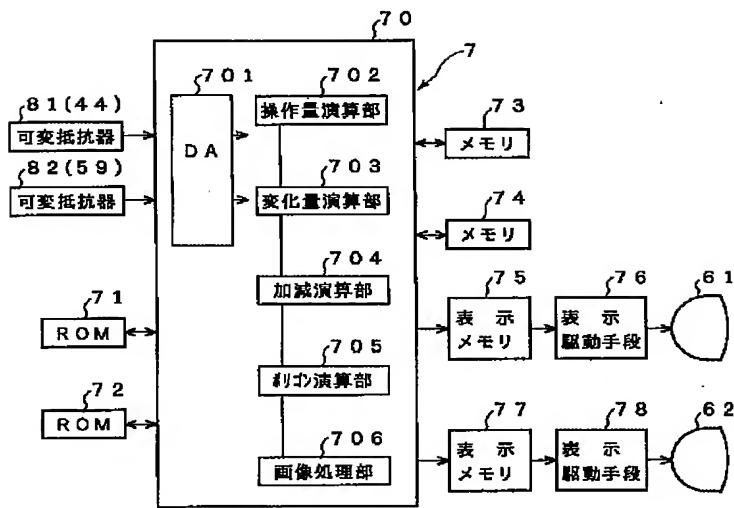 70
7
701
702
操作量演算部
81(44)
可変抵抗器
DA
73
メモリ
82(59)
可変抵抗器
703
変化量演算部
74
メモリ
704
加減演算部
75
表示
メモリ
76
表示
駆動手段
61
71
ROM
705
ポリゴン演算部
72
ROM
706
画像処理部
77
表示
メモリ
78
表示
駆動手段
62